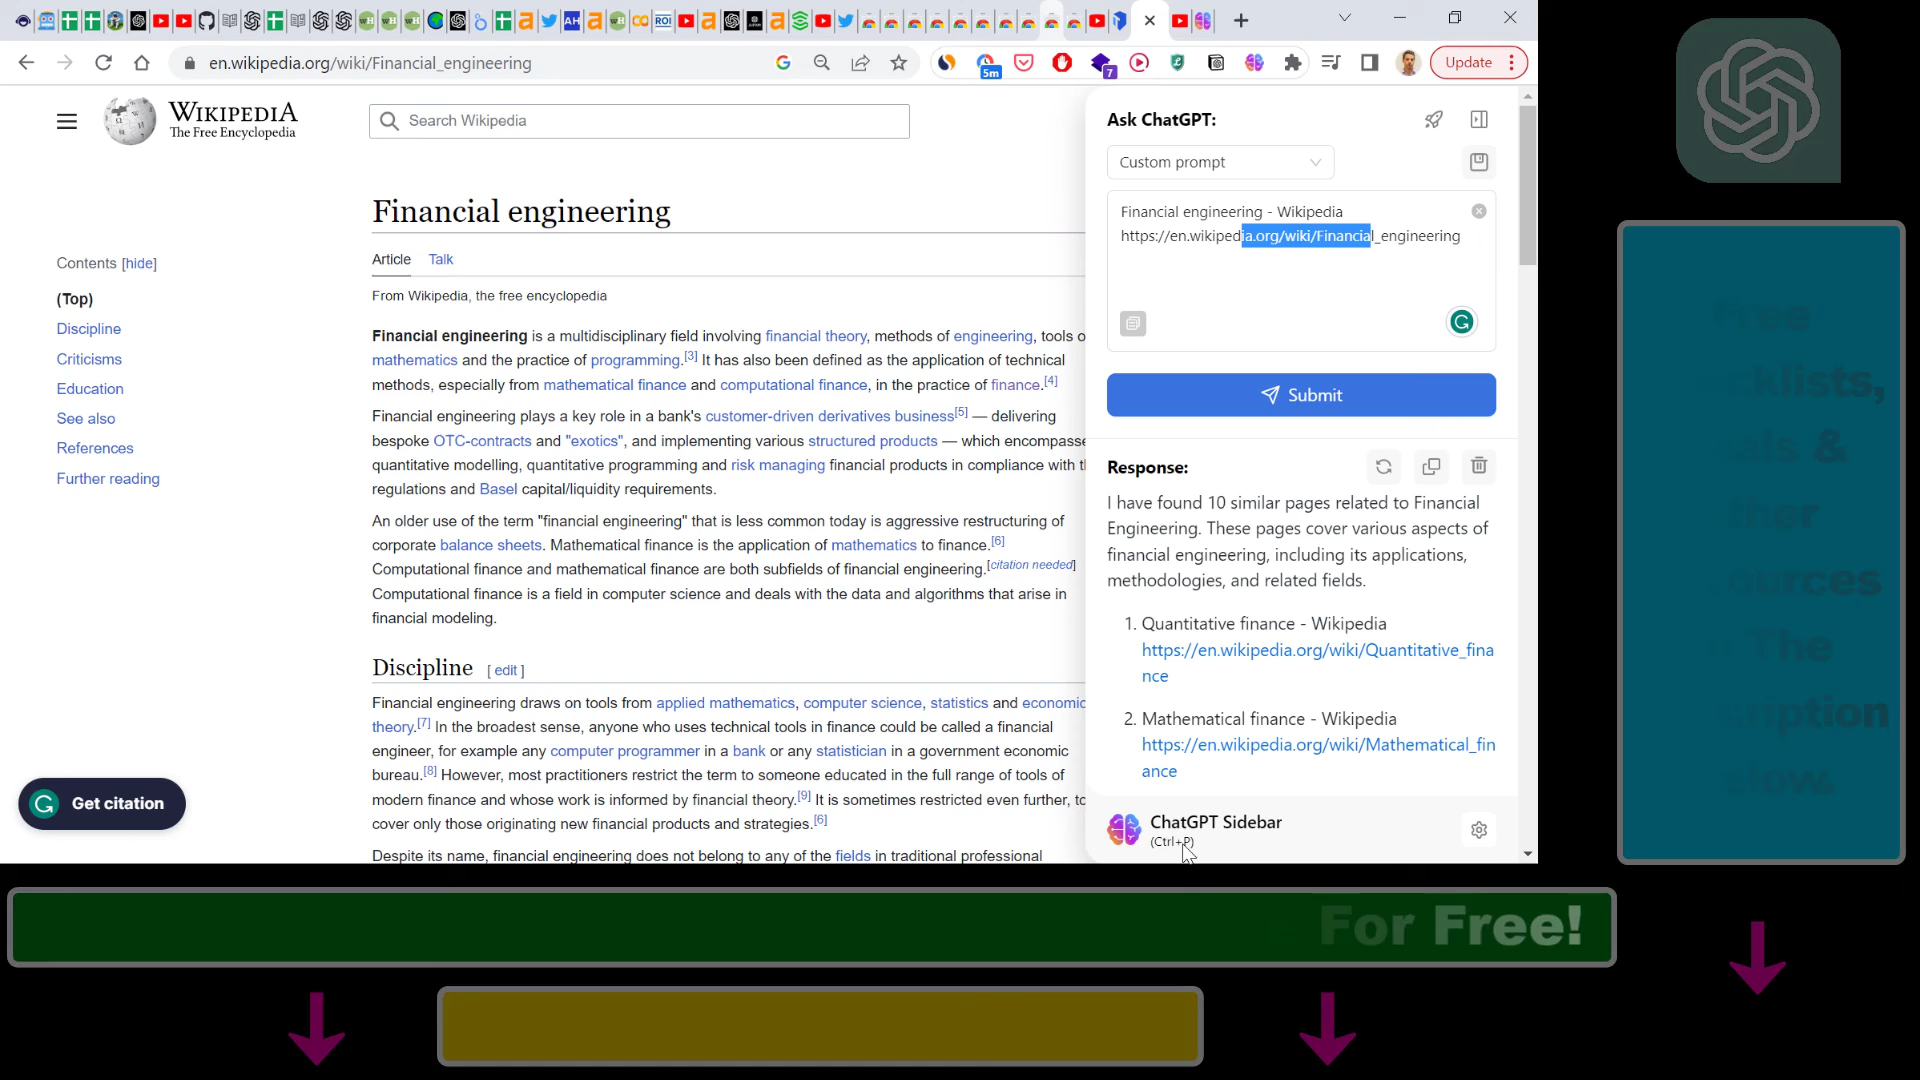 en.wikipedia.org/wiki/Financial_engineering
AH
ROI
5m
7
Update
WIKIPEDIA
The Free Encyclopedia
Search Wikipedia
Contents [hide]
(Top)
Discipline
Criticisms
Education
See also
References
Further reading
Get citation
Financial engineering
Article Talk
From Wikipedia, the free encyclopedia
Financial engineering is a multidisciplinary field involving financial theory, methods of engineering, tools o
mathematics and the practice of programming.[3] It has also been defined as the application of technical
methods, especially from mathematical finance and computational finance, in the practice of finance.[4]
Financial engineering plays a key role in a bank's customer-driven derivatives business[5] — delivering
bespoke OTC-contracts and "exotics", and implementing various structured products — which encompasse
quantitative modelling, quantitative programming and risk managing financial products in compliance with t
regulations and Basel capital/liquidity requirements.
An older use of the term "financial engineering" that is less common today is aggressive restructuring of
corporate balance sheets. Mathematical finance is the application of mathematics to finance.[6]
Computational finance and mathematical finance are both subfields of financial engineering.[citation needed]
Computational finance is a field in computer science and deals with the data and algorithms that arise in
financial modeling.
Discipline [ edit ]
Financial engineering draws on tools from applied mathematics, computer science, statistics and economic
theory.[7] In the broadest sense, anyone who uses technical tools in finance could be called a financial
engineer, for example any computer programmer in a bank or any statistician in a government economic
bureau.[8] However, most practitioners restrict the term to someone educated in the full range of tools of
modern finance and whose work is informed by financial theory.[9] It is sometimes restricted even further, to
cover only those originating new financial products and strategies.[6]
Despite its name, financial engineering does not belong to any of the fields in traditional professional
Ask ChatGPT:
Custom prompt
Financial engineering - Wikipedia
https://en.wikipedia.org/wiki/Financial_engineering
Submit
Response:
I have found 10 similar pages related to Financial
Engineering. These pages cover various aspects of
financial engineering, including its applications,
methodologies, and related fields.
1. Quantitative finance - Wikipedia
https://en.wikipedia.org/wiki/Quantitative_fina
nce
2. Mathematical finance - Wikipedia
https://en.wikipedia.org/wiki/Mathematical_fin
ance
ChatGPT Sidebar
(Ctrl+P)
Free
klists,
als &
ther
ources
The
ription
elow.
For Free!